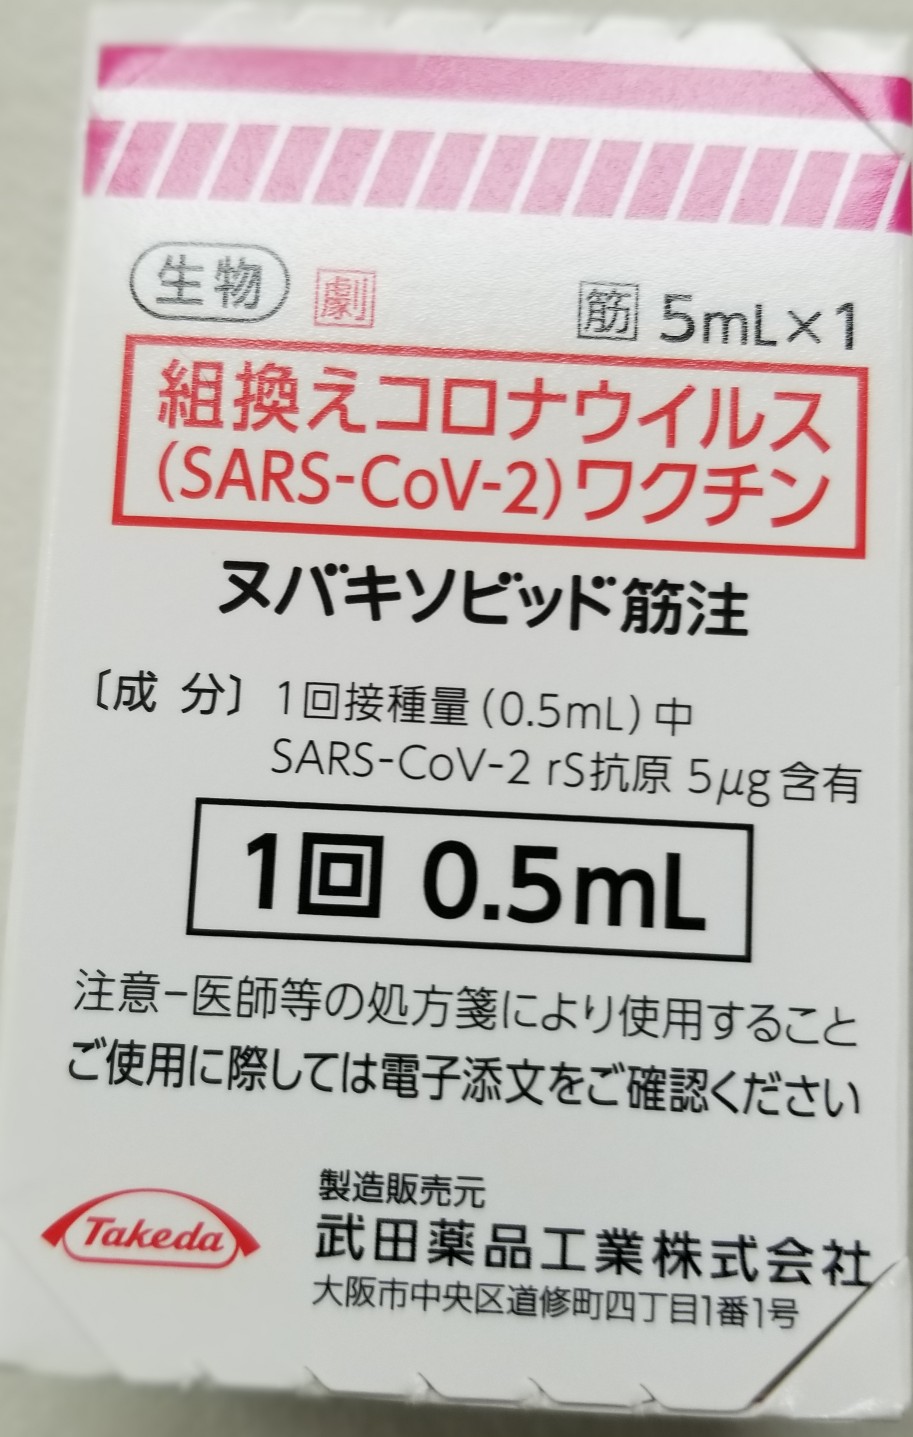 生物 劇 筋 5mL×1
組換えコロナウイルス
(SARS-CoV-2)ワクチン
ヌバキソビッド筋注
〔成 分〕 1回接種量(0.5mL)中
SARS-CoV-2 rS抗原 5μg含有
1回 0.5mL
注意-医師等の処方箋により使用すること
ご使用に際しては電子添文をご確認ください
Takeda
製造販売元
武田薬品工業株式会社
大阪市中央区道修町四丁目1番1号